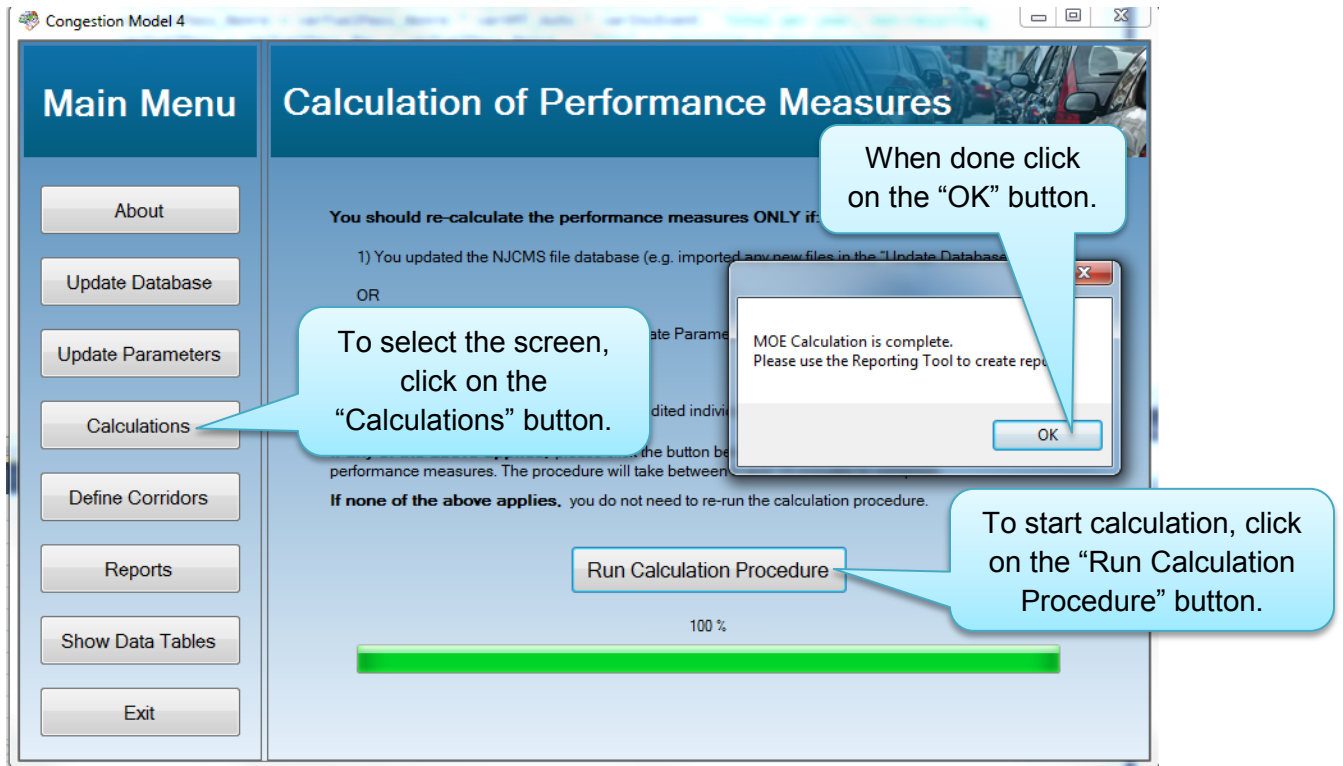 Congestion Model 4
Main Menu
Calculation of Performance Measures
When done click
on the “OK” button.
About
Update Database
Update Parameters
Calculations
Define Corridors
Reports
Show Data Tables
Exit
You should re-calculate the performance measures ONLY if:
1) You updated the NJCMS file database (e.g. imported any new files in the "Update Database
OR
To select the screen,
click on the
“Calculations” button.
MOE Calculation is complete.
Please use the Reporting Tool to create
OK
the button
performance measures. The procedure will take between
If none of the above applies, you do not need to re-run the calculation procedure.
To start calculation, click
on the “Run Calculation
Procedure” button.
Run Calculation Procedure
100 %